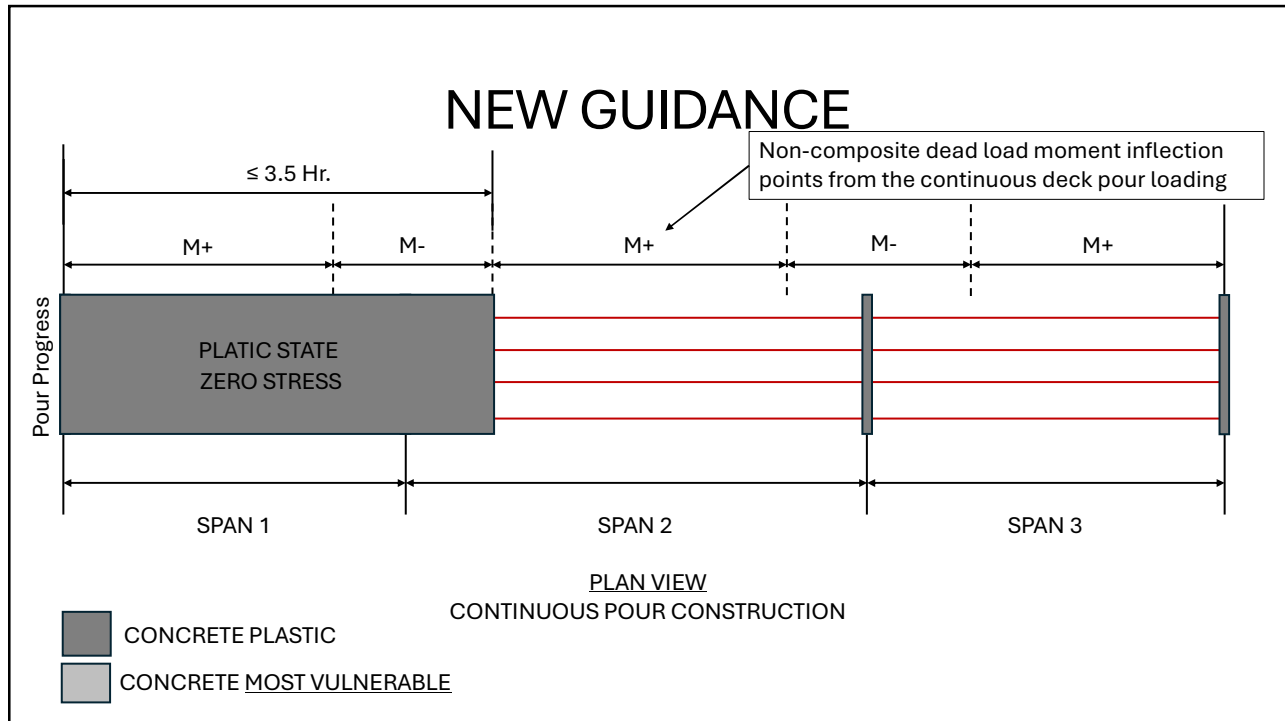 NEW GUIDANCE
≤ 3.5 Hr.
Non-composite dead load moment inflection
points from the continuous deck pour loading
M+
M-
M+
M-
M+
Pour Progress
PLATIC STATE
ZERO STRESS
SPAN 1
SPAN 2
SPAN 3
PLAN VIEW
CONTINUOUS POUR CONSTRUCTION
CONCRETE PLASTIC
CONCRETE MOST VULNERABLE